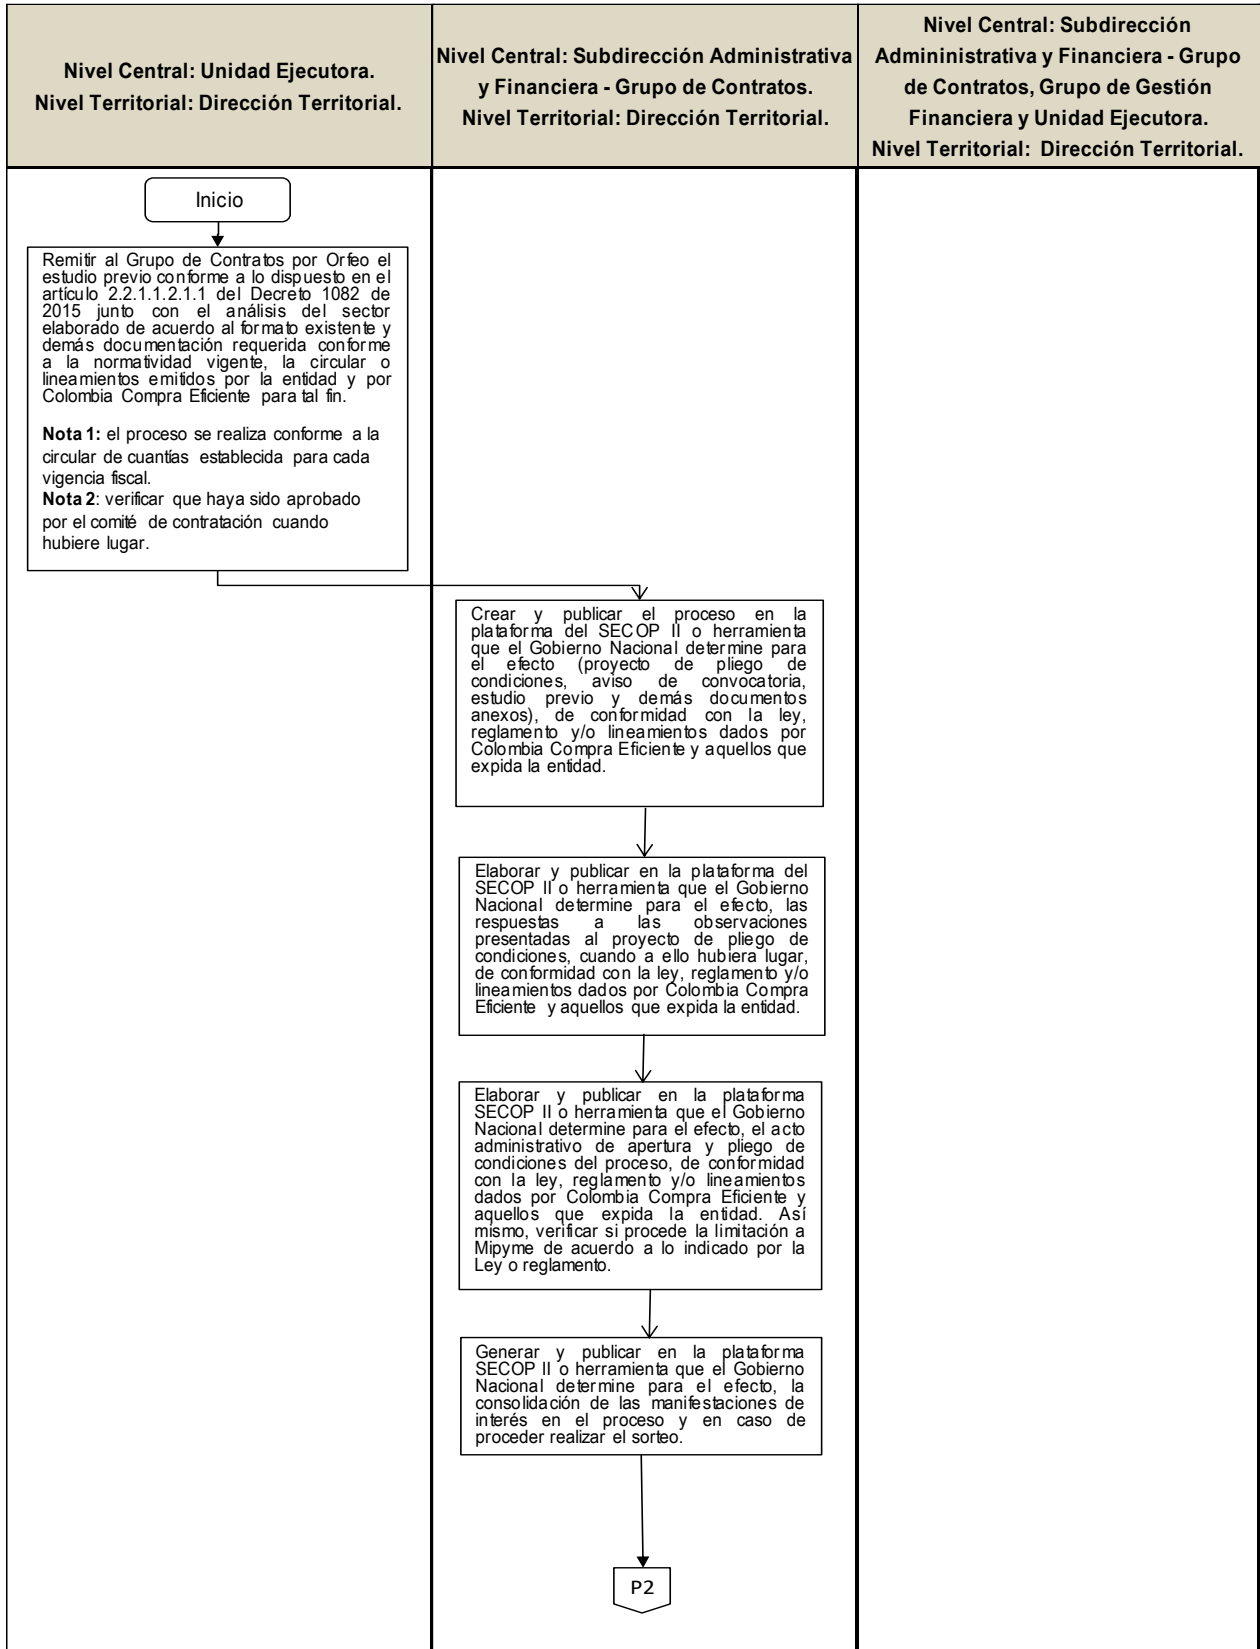 Nivel Central: Unidad Ejecutora.
Nivel Territorial: Dirección Territorial.
Nivel Central: Subdirección Administrativa
y Financiera - Grupo de Contratos.
Nivel Territorial: Dirección Territorial.
Nivel Central: Subdirección
Admininistrativa y Financiera - Grupo
de Contratos, Grupo de Gestión
Financiera y Unidad Ejecutora.
Nivel Territorial: Dirección Territorial.
Inicio
Remitir al Grupo de Contratos por Orfeo el
estudio previo conforme a lo dispuesto en el
artículo 2.2.1.1.2.1.1 del Decreto 1082 de
2015 junto con el análisis del sector
elaborado de acuerdo al formato existente y
demás documentación requerida conforme
a la normatividad vigente, la circular o
lineamientos emitidos por la entidad y por
Colombia Compra Eficiente para tal fin.
Nota 1: el proceso se realiza conforme a la
circular de cuantías establecida para cada
vigencia fiscal.
Nota 2: verificar que haya sido aprobado
por el comité de contratación cuando
hubiere lugar.
Crear y publicar el proceso en la
plataforma del SECOP II o herramienta
que el Gobierno Nacional determine para
el efecto (proyecto de pliego de
condiciones, aviso de convocatoria,
estudio previo y demás documentos
anexos), de conformidad con la ley,
reglamento y/o lineamientos dados por
Colombia Compra Eficiente y aquellos que
expida la entidad.
Elaborar y publicar en la plataforma del
SECOP II o herramienta que el Gobierno
Nacional determine para el efecto, las
respuestas a las observaciones
presentadas al proyecto de pliego de
condiciones, cuando a ello hubiera lugar,
de conformidad con la ley, reglamento y/o
lineamientos dados por Colombia Compra
Eficiente y aquellos que expida la entidad.
Elaborar y publicar en la plataforma
SECOP II o herramienta que el Gobierno
Nacional determine para el efecto, el acto
administrativo de apertura y pliego de
condiciones del proceso, de conformidad
con la ley, reglamento y/o lineamientos
dados por Colombia Compra Eficiente y
aquellos que expida la entidad. Así
mismo, verificar si procede la limitación a
Mipyme de acuerdo a lo indicado por la
Ley o reglamento.
Generar y publicar en la plataforma
SECOP II o herramienta que el Gobierno
Nacional determine para el efecto, la
consolidación de las manifestaciones de
interés en el proceso y en caso de
proceder realizar el sorteo.
P2